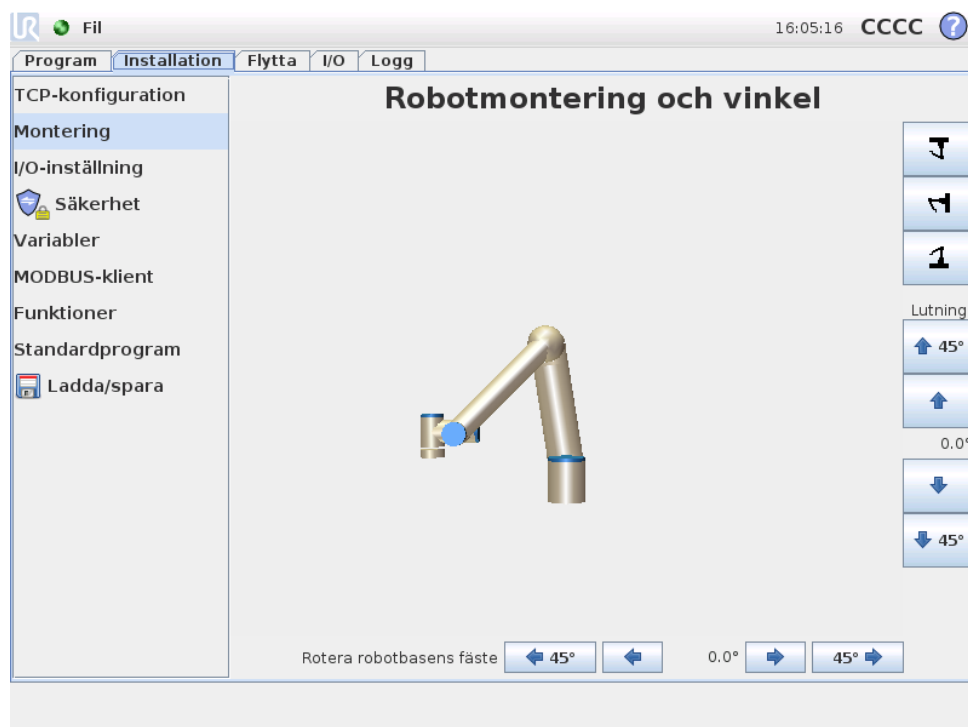 UR Fil 16:05:16 CCCC ?
Program Installation Flytta I/O Logg
TCP-konfiguration
Montering
I/O-inställning
Säkerhet
Variabler
MODBUS-klient
Funktioner
Standardprogram
Ladda/spara
Robotmontering och vinkel
Lutning
45°
0.0°
45°
Rotera robotbasens fäste 45° 0.0° 45°